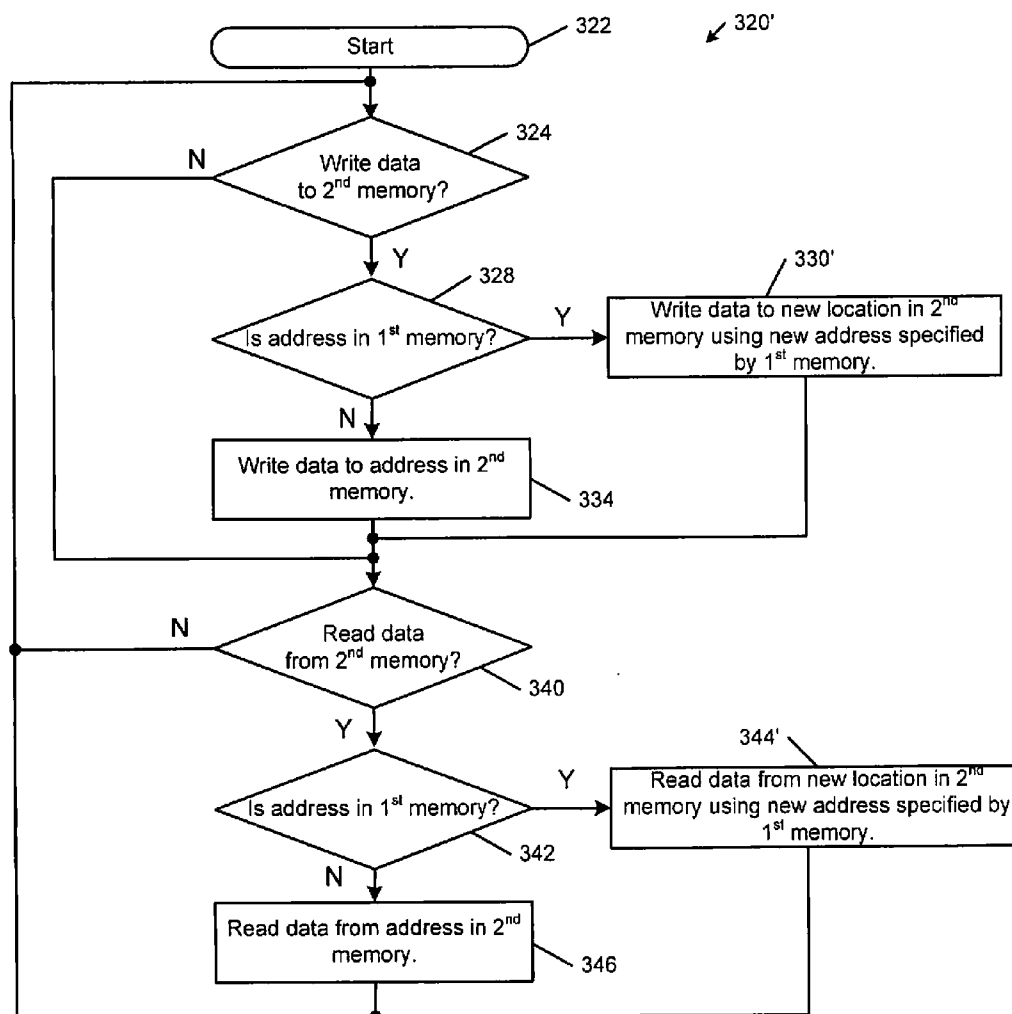 320'
Start
322
324
N
Write data
to 2nd memory?
Y
328
330'
Is address in 1st memory?
Y
Write data to new location in 2nd
memory using new address specified
by 1st memory.
N
Write data to address in 2nd
memory.
334
N
Read data
from 2nd memory?
340
Y
344'
Is address in 1st memory?
Y
Read data from new location in 2nd
memory using new address specified by
1st memory.
342
N
Read data from address in 2nd
memory.
346